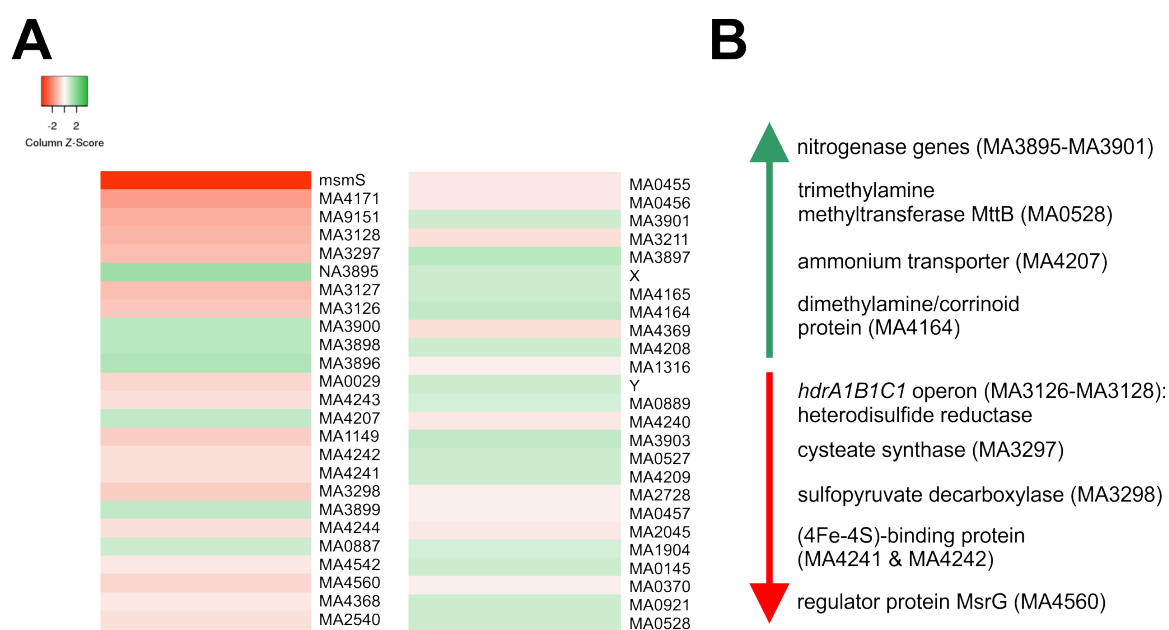 A
-2 2
Column Z-Score
msmS
MA4171
MA9151
MA3128
MA3297
NA3895
MA3127
MA3126
MA3900
MA3898
MA3896
MA0029
MA4243
MA4207
MA1149
MA4242
MA4241
MA3298
MA3899
MA4244
MA0887
MA4542
MA4560
MA4368
MA2540
MA0455
MA0456
MA3901
MA3211
MA3897
X
MA4165
MA4164
MA4369
MA4208
MA1316
Y
MA0889
MA4240
MA3903
MA0527
MA4209
MA2728
MA0457
MA2045
MA1904
MA0145
MA0370
MA0921
MA0528
B
nitrogenase genes (MA3895-MA3901)
trimethylamine
methyltransferase MttB (MA0528)
ammonium transporter (MA4207)
dimethylamine/corrinoid
protein (MA4164)
hdrA1B1C1 operon (MA3126-MA3128):
heterodisulfide reductase
cysteate synthase (MA3297)
sulfopyruvate decarboxylase (MA3298)
(4Fe-4S)-binding protein
(MA4241 & MA4242)
regulator protein MsrG (MA4560)